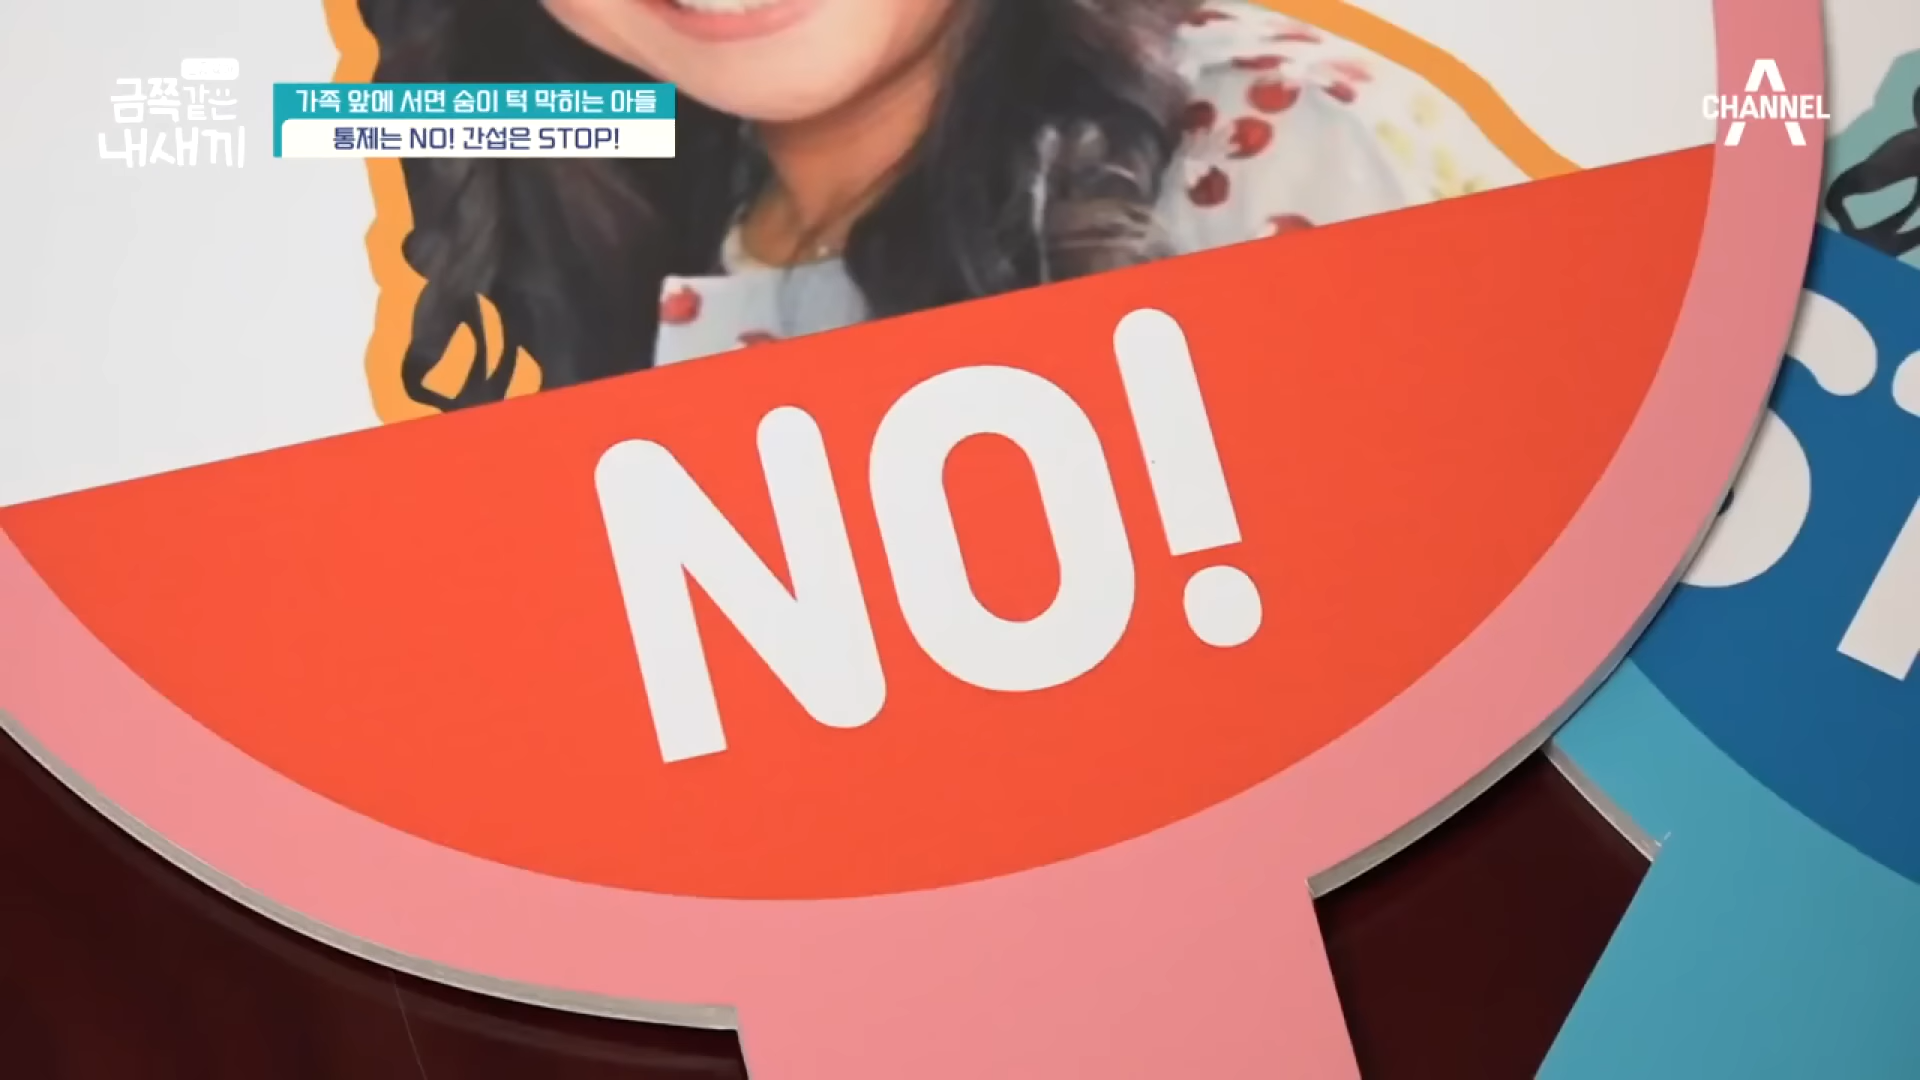 금쪽같은
내새끼
가족 앞에 서면 숨이 턱 막히는 아들
통제는 NO! 간섭은 STOP!
CHANNEL A
NO!